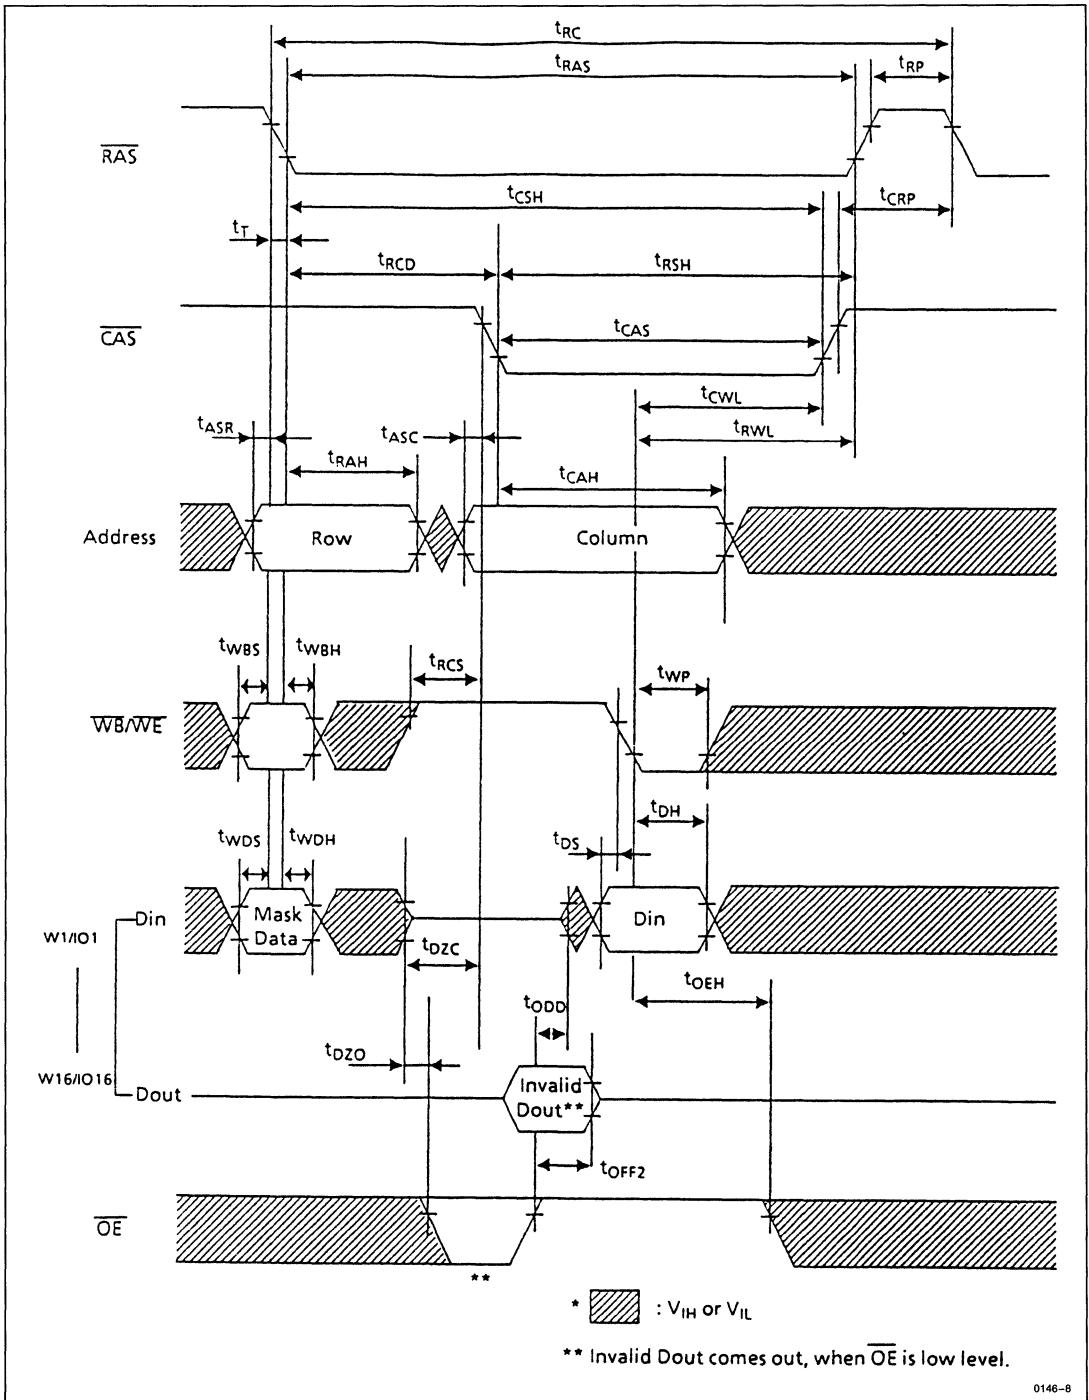 tRC
tRAS
tRP
RAS
tCSH
tCRP
tT
tRCD
tRSH
CAS
tCAS
tCWL
tASR
tASC
tRWL
tRAH
tCAH
Address
Row
Column
tWBS
tWBH
tRCS
tWP
WB/WE
tDH
tWDS
tWDH
tDS
Din
Mask
Data
Din
W1/IO1
tDZC
tOEH
tODD
tDZO
W16/IO16
Dout
Invalid
Dout**
tOFF2
OE
**
* : VIH or VIL
** Invalid Dout comes out, when OE is low level.
0146-8